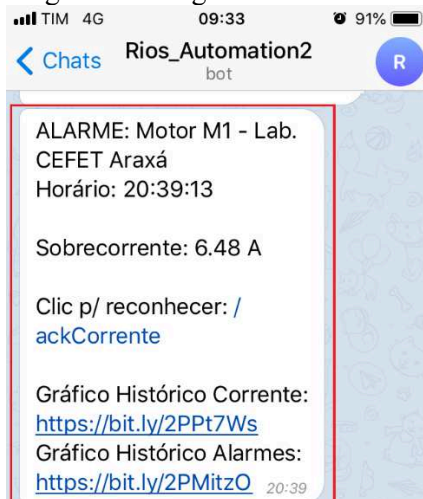 TIM 4G 09:33 91%
Chats Rios_Automation2 R
bot
ALARME: Motor M1 - Lab.
CEFET Araxá
Horário: 20:39:13
Sobrecorrente: 6.48 A
Clic p/ reconhecer: /
ackCorrente
Gráfico Histórico Corrente:
https://bit.ly/2PPt7Ws
Gráfico Histórico Alarmes:
https://bit.ly/2PMitzO 20:39